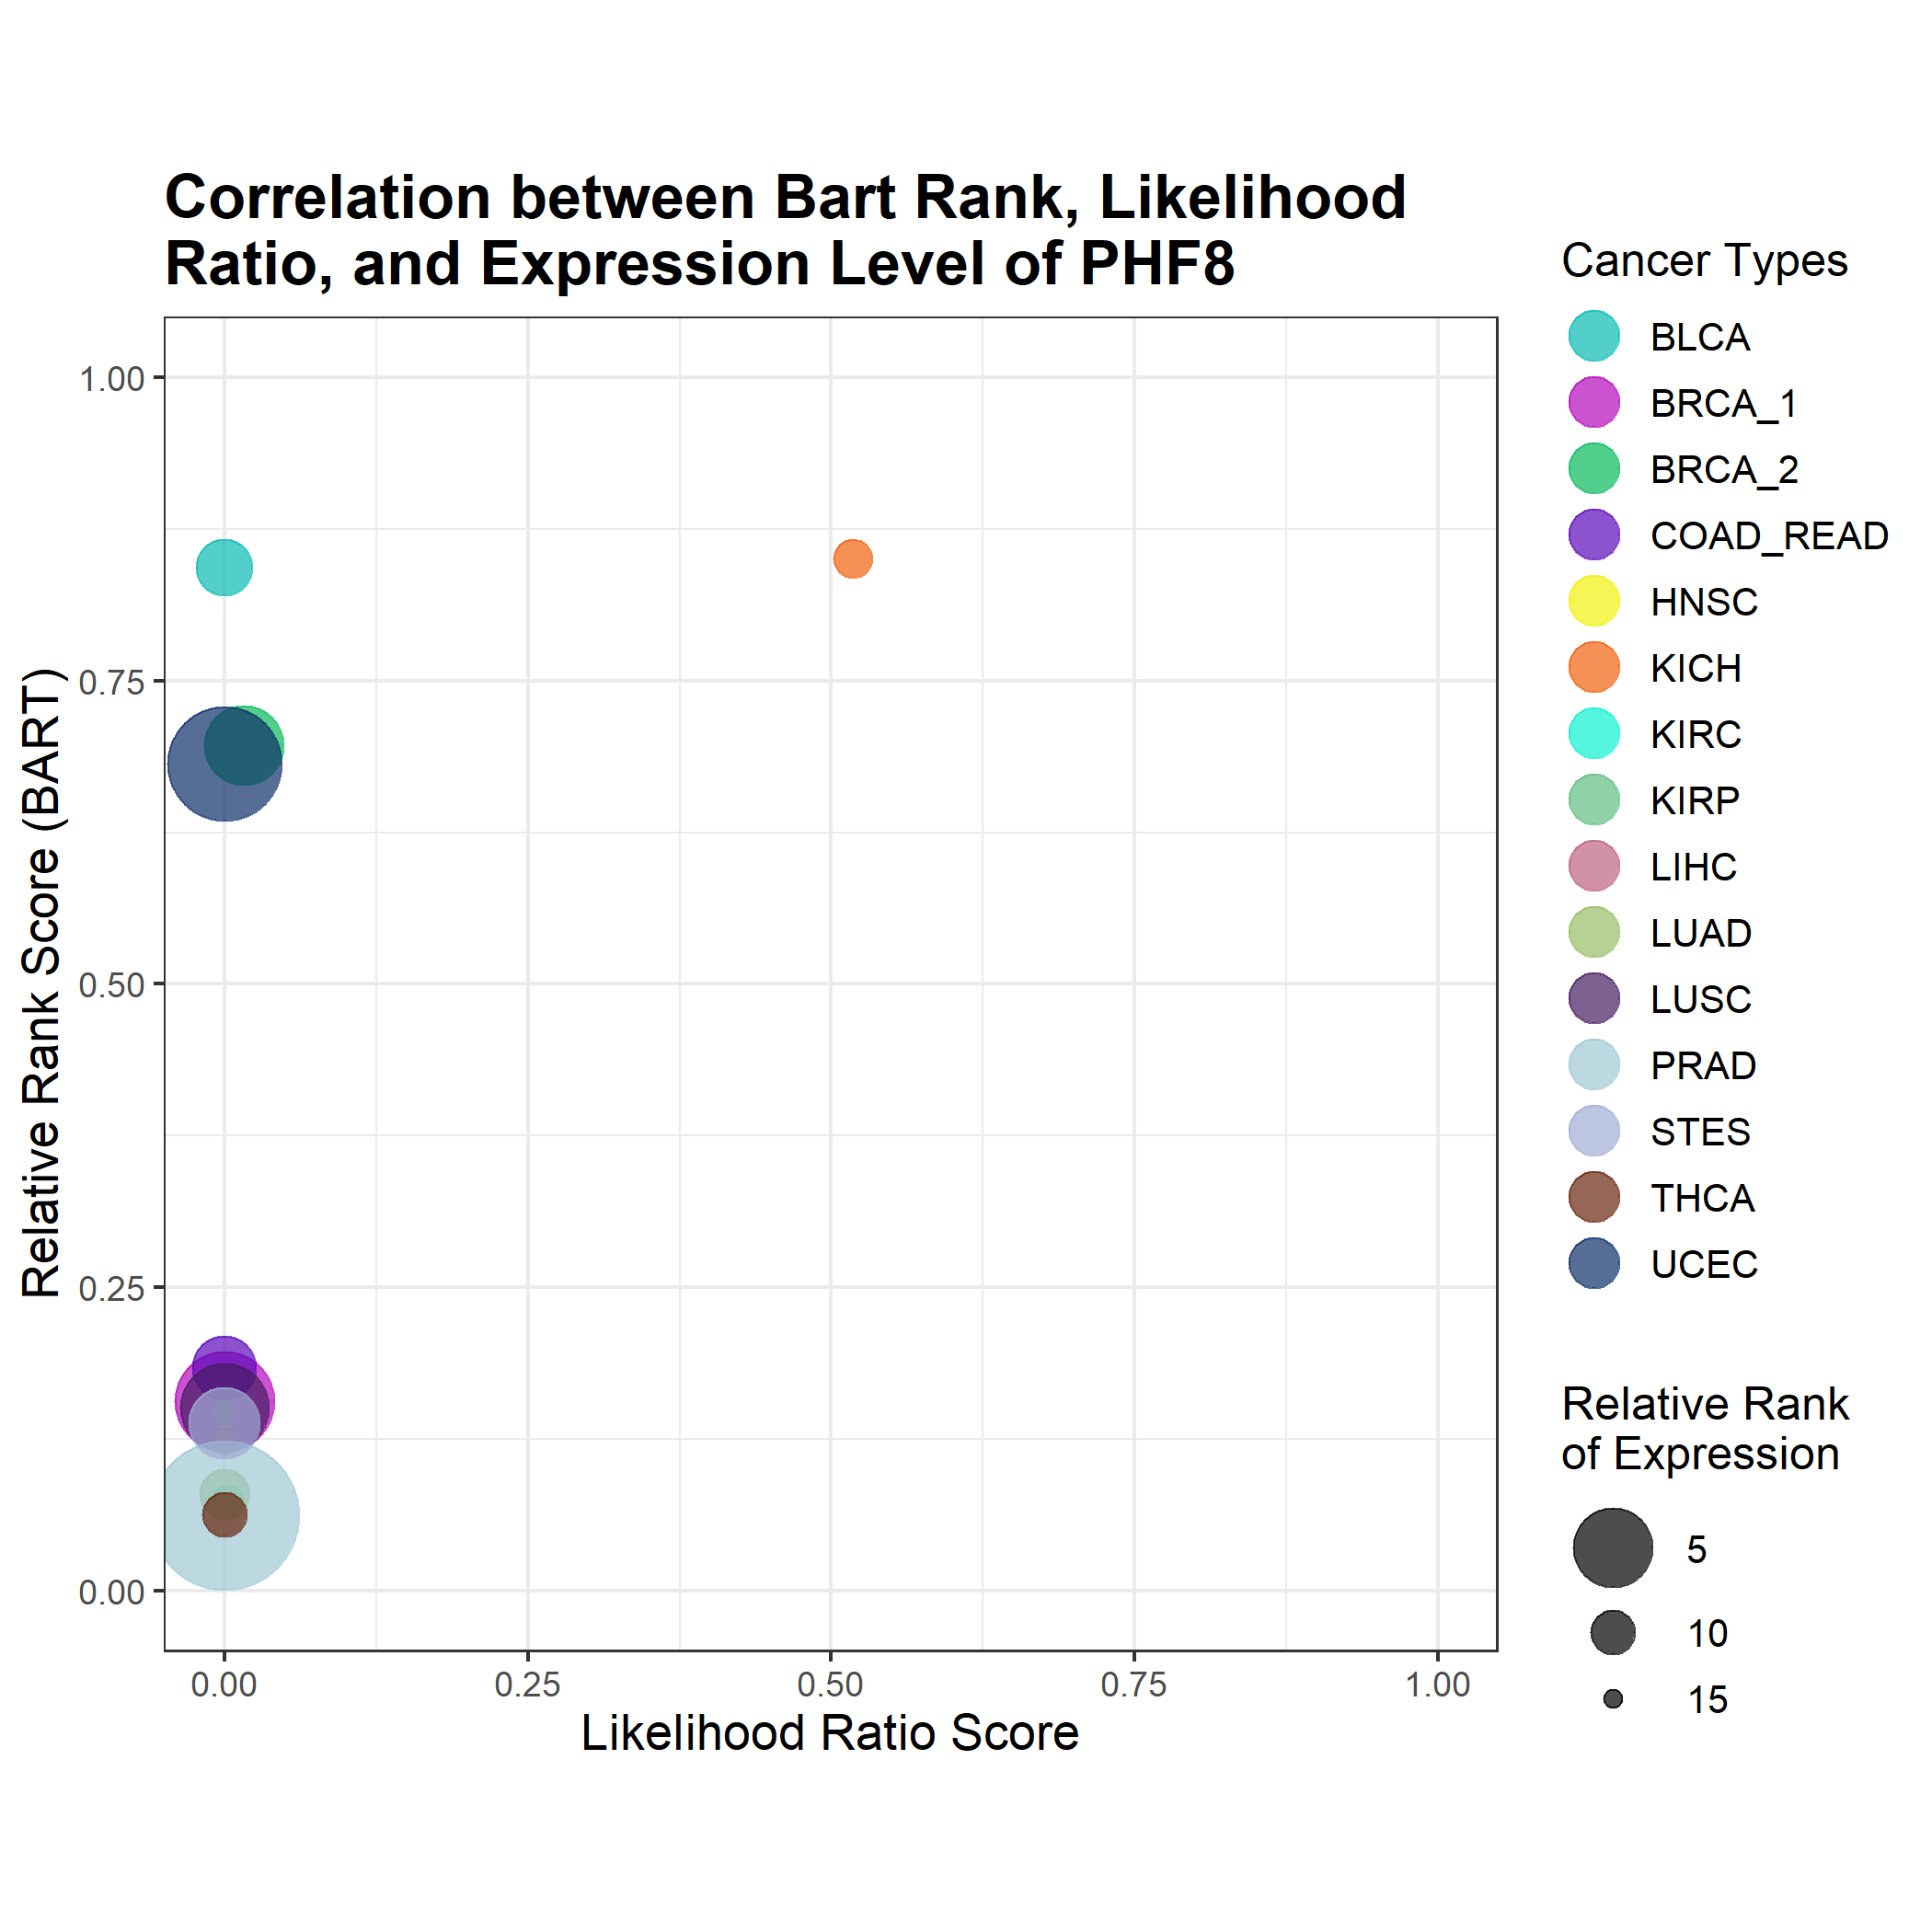 Correlation between Bart Rank, Likelihood
Ratio, and Expression Level of PHF8
Relative Rank Score (BART)
1.00
0.75
0.50
0.25
0.00
0.00
0.25
0.50
0.75
1.00
Likelihood Ratio Score
Cancer Types
BLCA
BRCA_1
BRCA_2
COAD_READ
HNSC
KICH
KIRC
KIRP
LIHC
LUAD
LUSC
PRAD
STES
THCA
UCEC
Relative Rank
of Expression
5
10
15